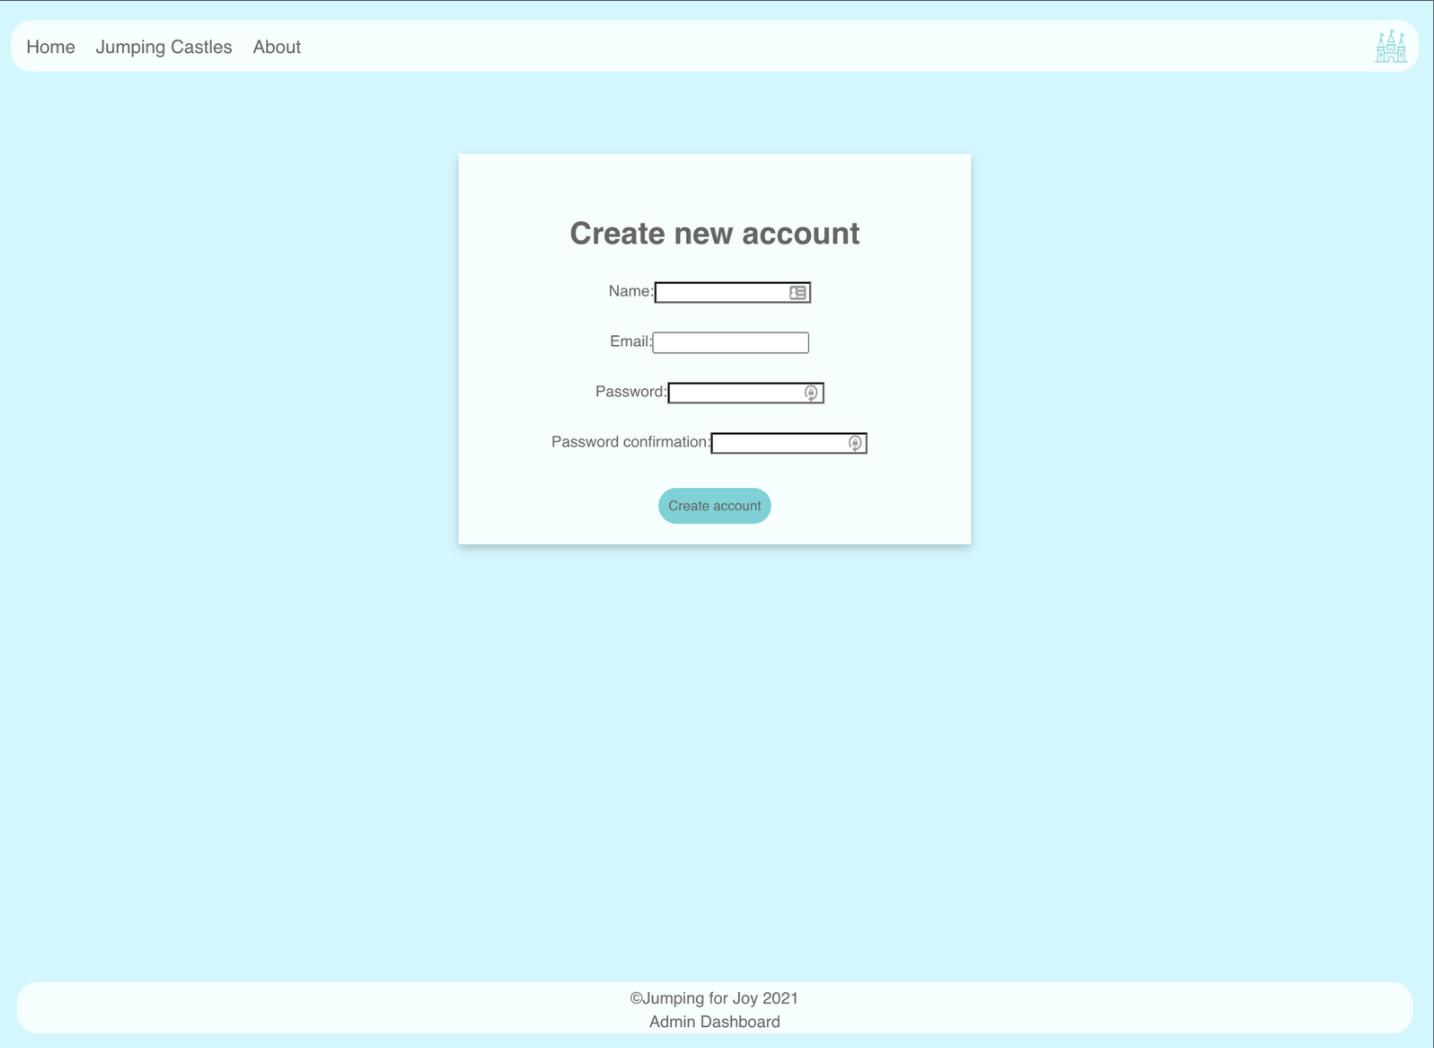 Home Jumping Castles About
Create new account
Name:
Email:
Password:
Password confirmation:
Create account
©Jumping for Joy 2021
Admin Dashboard